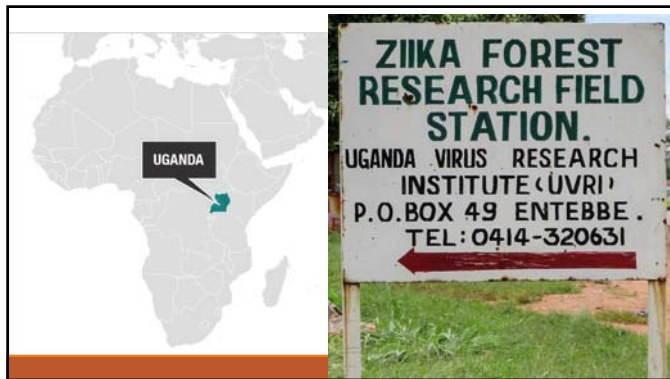 UGANDA
ZIIKA FOREST
RESEARCH FIELD
STATION.
UGANDA VIRUS RESEARCH
INSTITUTE (UVRI)
P.O.BOX 49 ENTEBBE.
TEL:0414-320631